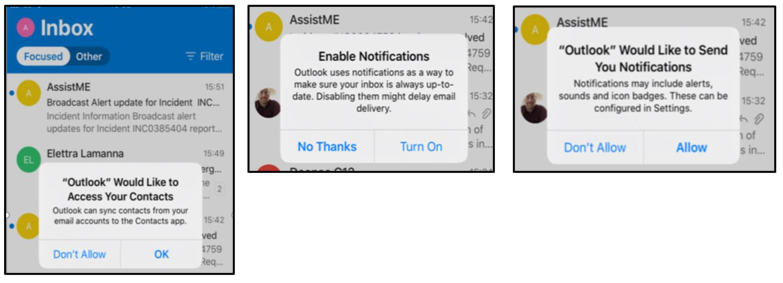 A
Inbox
Focused Other
Filter
A
AssistME 15:51
Broadcast Alert update for Incident INC...
Incident Information Broadcast alert
updates for Incident INC0385404 report...
EL
Elettra Lamanna 15:49
erg...
2
“Outlook” Would Like to
Access Your Contacts
Outlook can sync contacts from your
email accounts to the Contacts app.
Don't Allow OK
15:42
ved
4759
Req...
A
AssistME 15:42
lved
4759
Req...
15:32
n of
s in...
Enable Notifications
Outlook uses notifications as a way to
make sure your inbox is always up-to-
date. Disabling them might delay email
delivery.
No Thanks Turn On
A
AssistME 15:42
ved
4759
Req...
15:32
n of
s in...
“Outlook” Would Like to Send
You Notifications
Notifications may include alerts,
sounds and icon badges. These can be
configured in Settings.
Don't Allow Allow